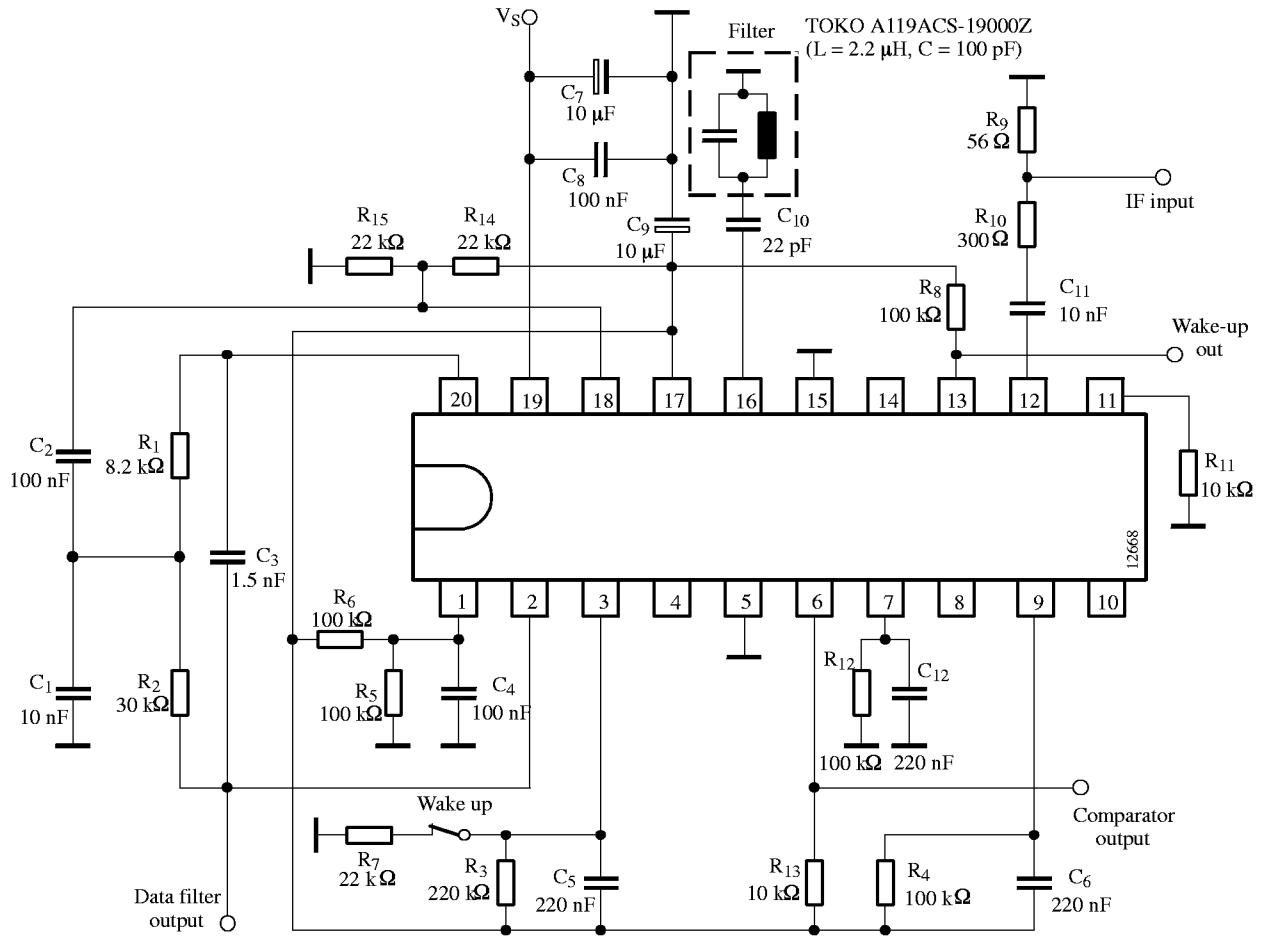 V_S
Filter
TOKO A119ACS-19000Z
(L = 2.2 μH, C = 100 pF)
C7
10 μF
C8
100 nF
R9
56 Ω
IF input
R15
22 kΩ
R14
22 kΩ
C9
10 μF
C10
22 pF
R10
300Ω
R8
100 kΩ
C11
10 nF
Wake-up
out
20
19
18
17
16
15
14
13
12
11
C2
100 nF
R1
8.2 kΩ
R11
10 kΩ
C3
1.5 nF
12668
R6
100 kΩ
1
2
3
4
5
6
7
8
9
10
C1
10 nF
R2
30 kΩ
R5
100 kΩ
C4
100 nF
R12
C12
100 kΩ
220 nF
Wake up
Comparator
output
R7
22 kΩ
R3
220 kΩ
C5
220 nF
R13
10 kΩ
R4
100 kΩ
C6
220 nF
Data filter
output